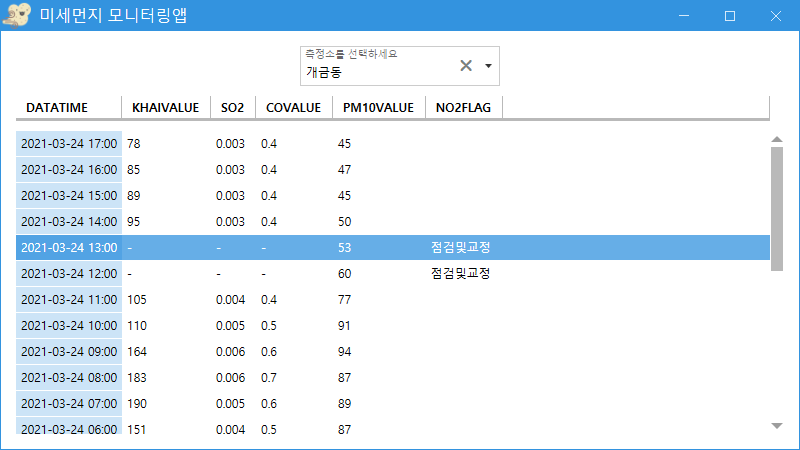 미세먼지 모니터링앱
측정소를 선택하세요
개금동
DATATIME KHAIVALUE SO2 COVALUE PM10VALUE NO2FLAG
2021-03-24 17:00 78 0.003 0.4 45
2021-03-24 16:00 85 0.003 0.4 47
2021-03-24 15:00 89 0.003 0.4 45
2021-03-24 14:00 95 0.003 0.4 50
2021-03-24 13:00 - - - 53 점검및교정
2021-03-24 12:00 - - - 60 점검및교정
2021-03-24 11:00 105 0.004 0.4 77
2021-03-24 10:00 110 0.005 0.5 91
2021-03-24 09:00 164 0.006 0.6 94
2021-03-24 08:00 183 0.006 0.7 87
2021-03-24 07:00 190 0.005 0.6 89
2021-03-24 06:00 151 0.004 0.5 87